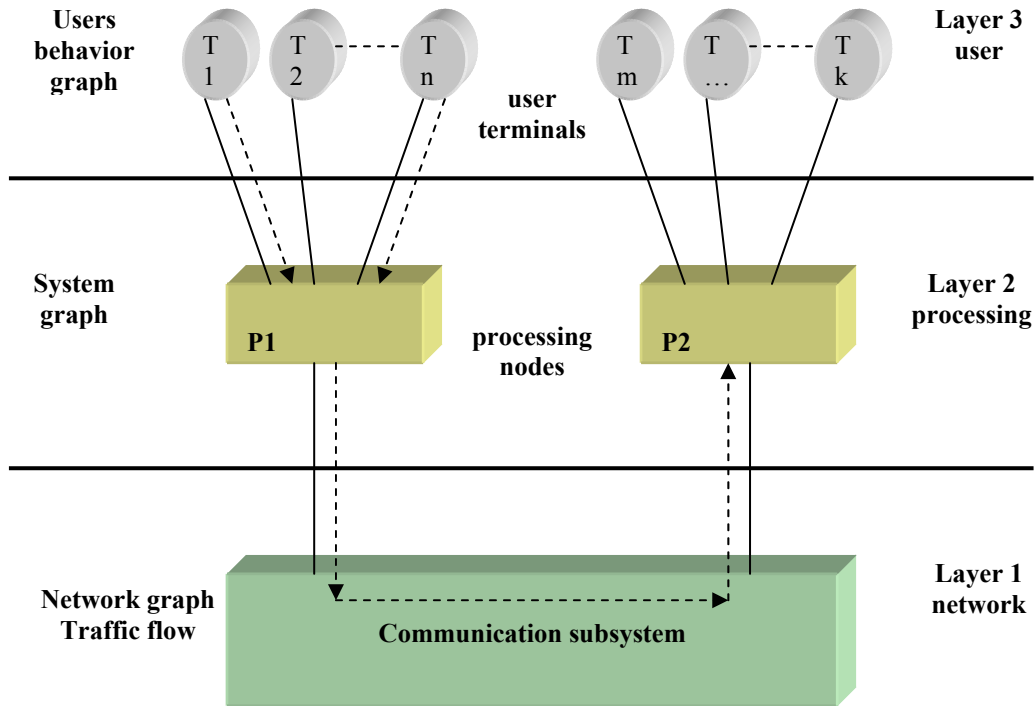 Users
behavior
graph
T
1
T
2
T
n
user
terminals
T
m
T
…
T
k
Layer 3
user
System
graph
P1
processing
nodes
P2
Layer 2
processing
Network graph
Traffic flow
Communication subsystem
Layer 1
network